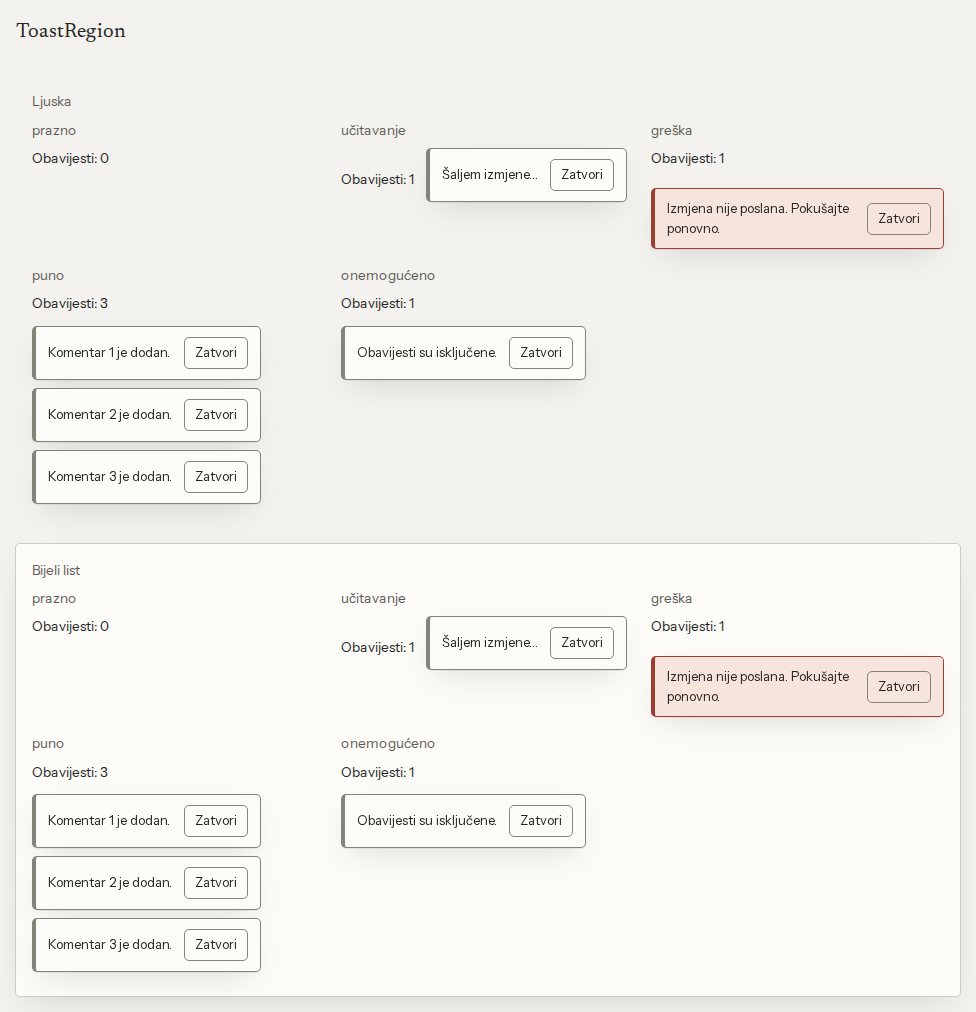 ToastRegion
Ljuska
prazno
Obavijesti: 0
učitavanje
Obavijesti: 1
Šaljem izmjene…
Zatvori
greška
Obavijesti: 1
Izmjena nije poslana. Pokušajte
ponovno.
Zatvori
puno
Obavijesti: 3
Komentar 1 je dodan.
Zatvori
Komentar 2 je dodan.
Zatvori
Komentar 3 je dodan.
Zatvori
onemogućeno
Obavijesti: 1
Obavijesti su isključene.
Zatvori
Bijeli list
prazno
Obavijesti: 0
učitavanje
Obavijesti: 1
Šaljem izmjene…
Zatvori
greška
Obavijesti: 1
Izmjena nije poslana. Pokušajte
ponovno.
Zatvori
puno
Obavijesti: 3
Komentar 1 je dodan.
Zatvori
Komentar 2 je dodan.
Zatvori
Komentar 3 je dodan.
Zatvori
onemogućeno
Obavijesti: 1
Obavijesti su isključene.
Zatvori